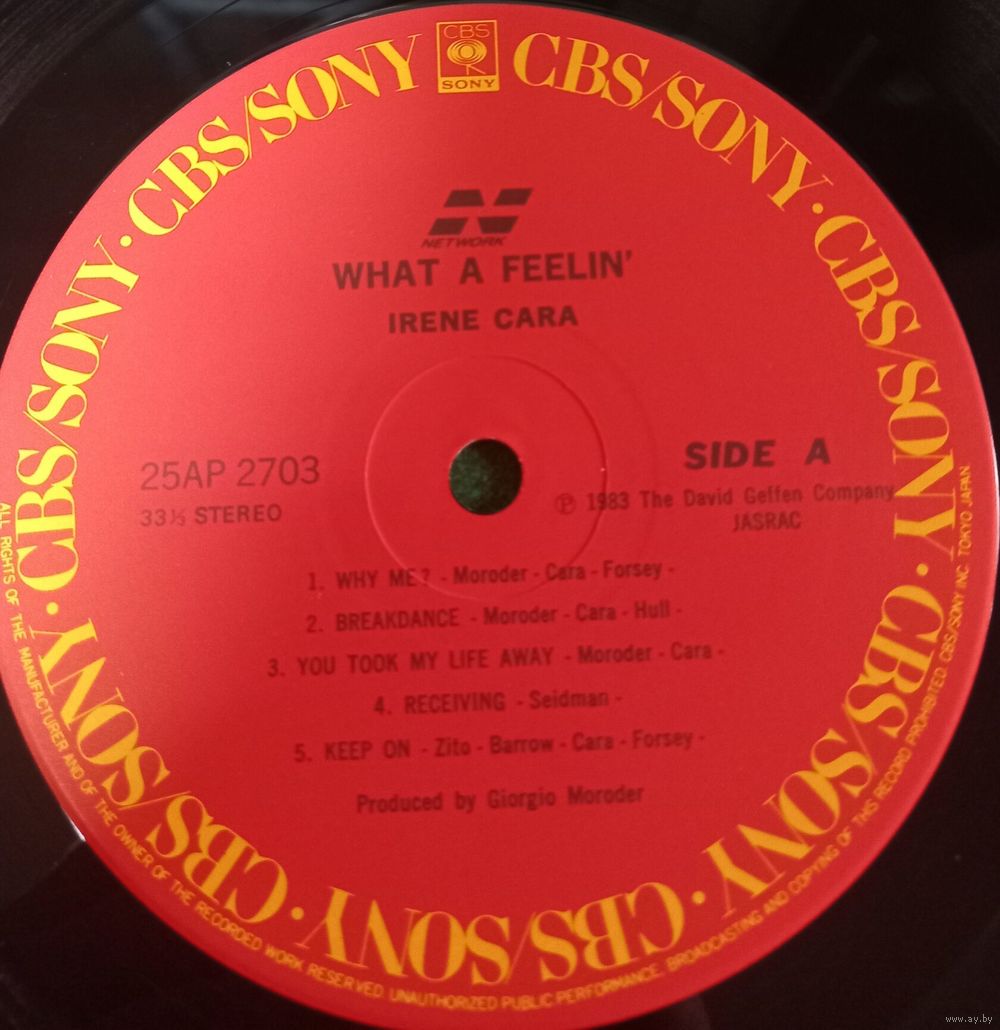 CBS
SONY
CBS/SONY · CBS/SONY · CBS/SONY · CBS/SONY · CBS/SONY · CBS/SONY · CBS/SONY · CBS/SONY
NETWORK
WHAT A FEELIN'
IRENE CARA
25AP 2703
33⅓ STEREO
SIDE A
℗ 1983 The David Geffen Company
JASRAC
1. WHY ME? - Moroder - Cara - Forsey -
2. BREAKDANCE - Moroder - Cara - Hull -
3. YOU TOOK MY LIFE AWAY - Moroder - Cara -
4. RECEIVING - Seidman -
5. KEEP ON - Zito - Barrow - Cara - Forsey -
Produced by Giorgio Moroder
ALL RIGHTS OF THE MANUFACTURER AND OF THE OWNER OF THE RECORDED WORK RESERVED. UNAUTHORIZED PUBLIC PERFORMANCE, BROADCASTING AND COPYING OF THIS RECORD PROHIBITED. CBS/SONY INC. TOKYO JAPAN
www.ay.by